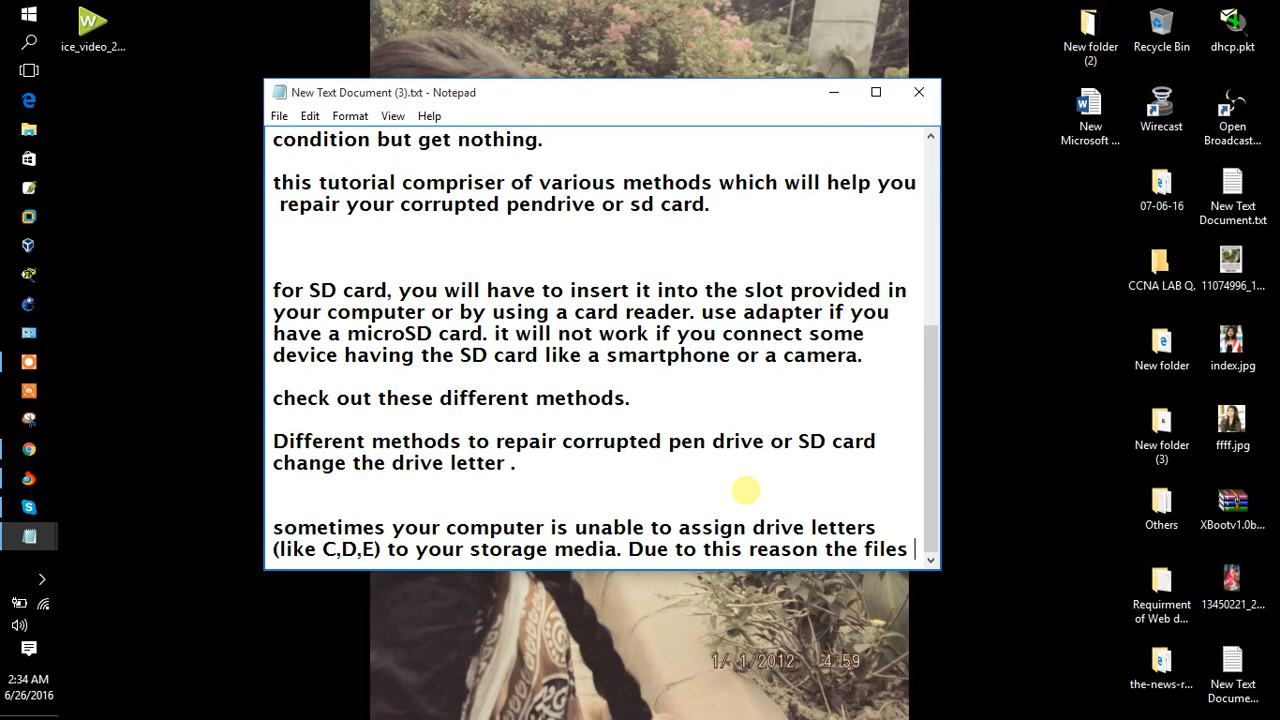 ice_video_2...
New folder (2)
Recycle Bin
dhcp.pkt
New Text Document (3).txt - Notepad
File Edit Format View Help
condition but get nothing.
this tutorial compriser of various methods which will help you
repair your corrupted pendrive or sd card.
for SD card, you will have to insert it into the slot provided in
your computer or by using a card reader. use adapter if you
have a microSD card. it will not work if you connect some
device having the SD card like a smartphone or a camera.
check out these different methods.
Different methods to repair corrupted pen drive or SD card
change the drive letter .
sometimes your computer is unable to assign drive letters
(like C,D,E) to your storage media. Due to this reason the files
New
Microsoft ...
Wirecast
Open
Broadcast...
07-06-16
New Text
Document.txt
CCNA LAB Q.
11074996_1...
New folder
index.jpg
New folder
(3)
ffff.jpg
Others
XBootv1.0b...
Requirment
of Web d...
13450221_2...
the-news-r...
New Text
Docume...
1/ 1/2012 4:59
2:34 AM
6/26/2016